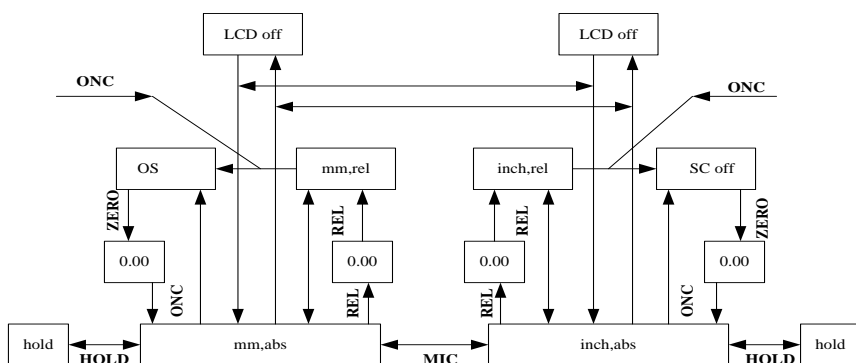 LCD off
LCD off
ONC
ONC
OS
mm,rel
inch,rel
SC off
ZERO
REL
REL
ZERO
0.00
0.00
0.00
0.00
ONC
REL
REL
ONC
hold
mm,abs
inch,abs
hold
HOLD
MIC
HOLD